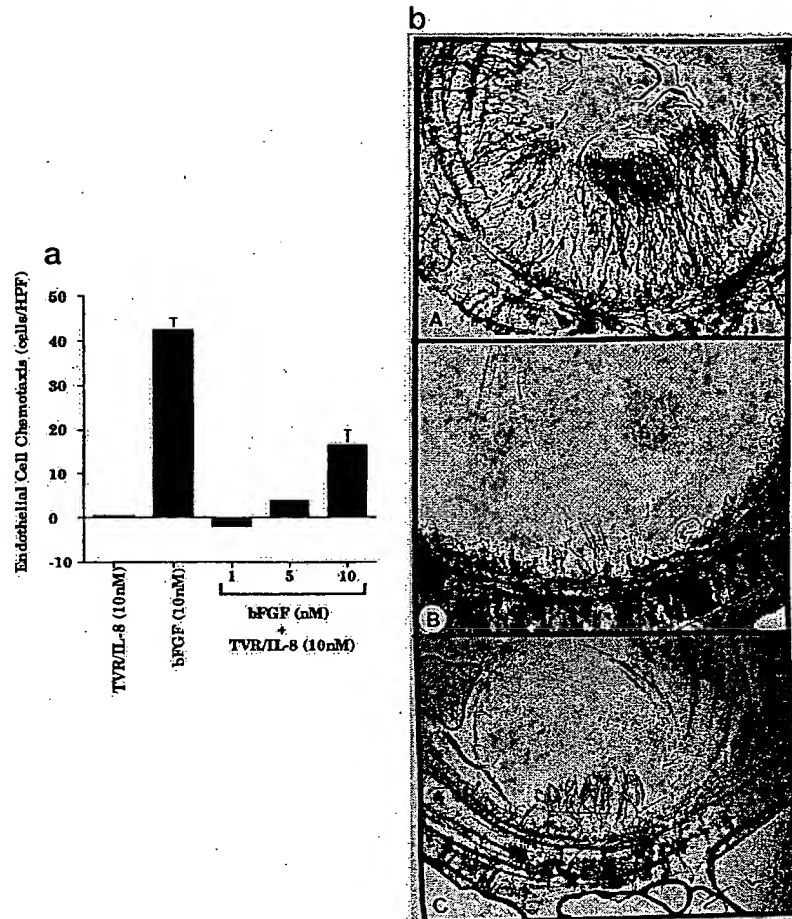 a
Endothelial Cell Chemotaxis (cells/HPF)
50
40
30
20
10
0
-10
TVR/IL-8 (10nM)
bFGF (10nM)
1
5
10
bFGF (nM)
+
TVR/IL-8 (10nM)
b
A
B
C